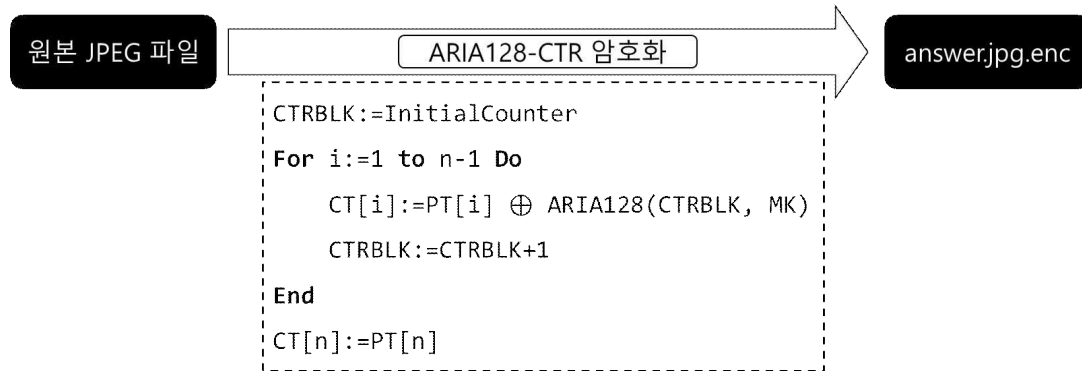 원본 JPEG 파일
ARIA128-CTR 암호화
answer.jpg.enc
CTRBLK:=InitialCounter
For i:=1 to n-1 Do
CT[i]:=PT[i] ⊕ ARIA128(CTRBLK, MK)
CTRBLK:=CTRBLK+1
End
CT[n]:=PT[n]